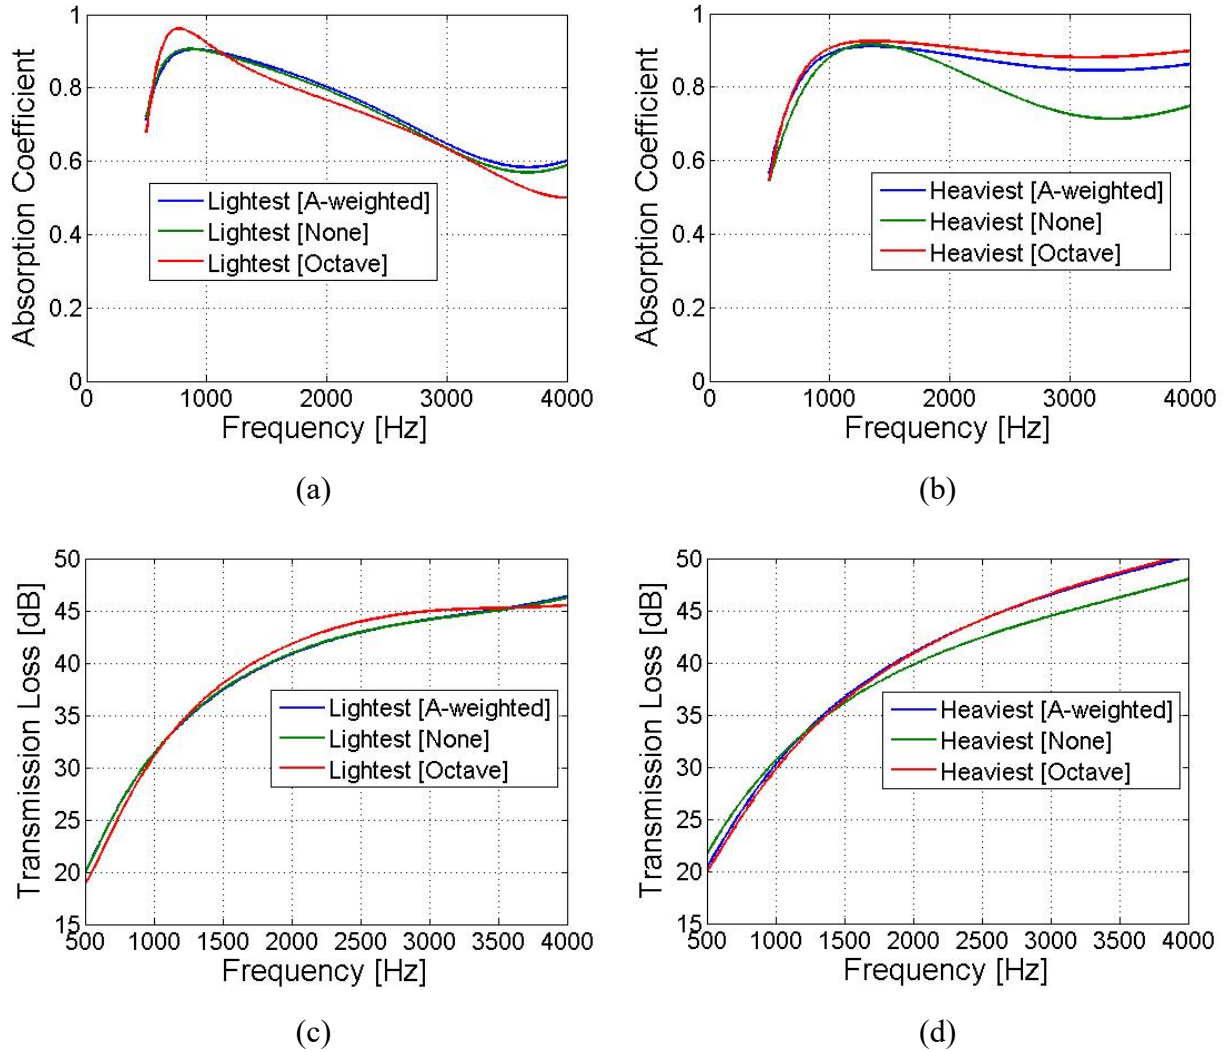 1
0.8
0.6
0.4
0.2
0
Absorption Coefficient
Lightest [A-weighted]
Lightest [None]
Lightest [Octave]
0 1000 2000 3000 4000
Frequency [Hz]
(a)
1
0.8
0.6
0.4
0.2
0
Absorption Coefficient
Heaviest [A-weighted]
Heaviest [None]
Heaviest [Octave]
0 1000 2000 3000 4000
Frequency [Hz]
(b)
50
45
40
35
30
25
20
15
Transmission Loss [dB]
Lightest [A-weighted]
Lightest [None]
Lightest [Octave]
500 1000 1500 2000 2500 3000 3500 4000
Frequency [Hz]
(c)
50
45
40
35
30
25
20
15
Transmission Loss [dB]
Heaviest [A-weighted]
Heaviest [None]
Heaviest [Octave]
500 1000 1500 2000 2500 3000 3500 4000
Frequency [Hz]
(d)